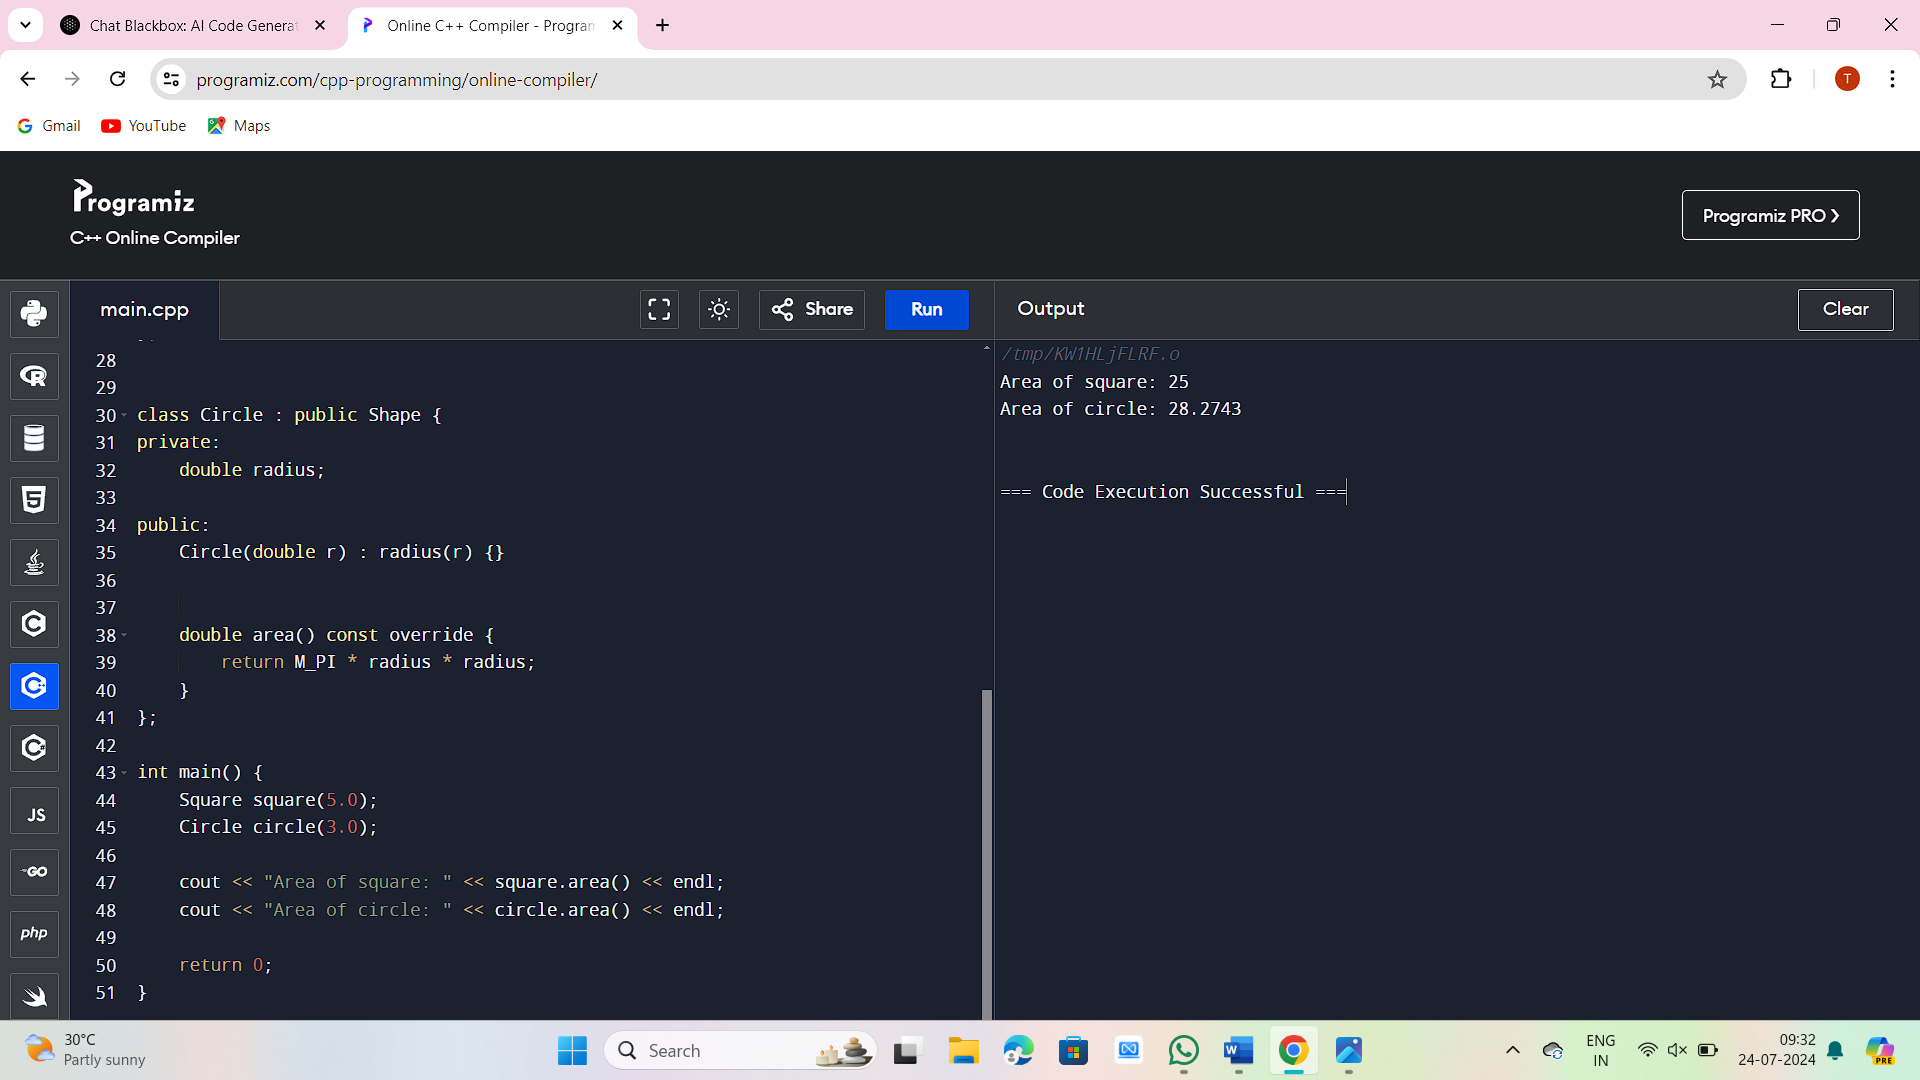 Chat Blackbox: AI Code Generat
Online C++ Compiler - Program
programiz.com/cpp-programming/online-compiler/
T
Gmail
YouTube
Maps
Programiz
C++ Online Compiler
Programiz PRO
main.cpp
Share
Run
Output
Clear
28
29
30 class Circle : public Shape {
31 private:
32 double radius;
33
34 public:
35 Circle(double r) : radius(r) {}
36
37
38 double area() const override {
39 return M_PI * radius * radius;
40 }
41 };
42
43 int main() {
44 Square square(5.0);
45 Circle circle(3.0);
46
47 cout << "Area of square: " << square.area() << endl;
48 cout << "Area of circle: " << circle.area() << endl;
49
50 return 0;
51 }
/tmp/KW1HLjFLRF.o
Area of square: 25
Area of circle: 28.2743
=== Code Execution Successful ===
JS
GO
php
30°C
Partly sunny
Search
ENG
IN
09:32
24-07-2024
PRE